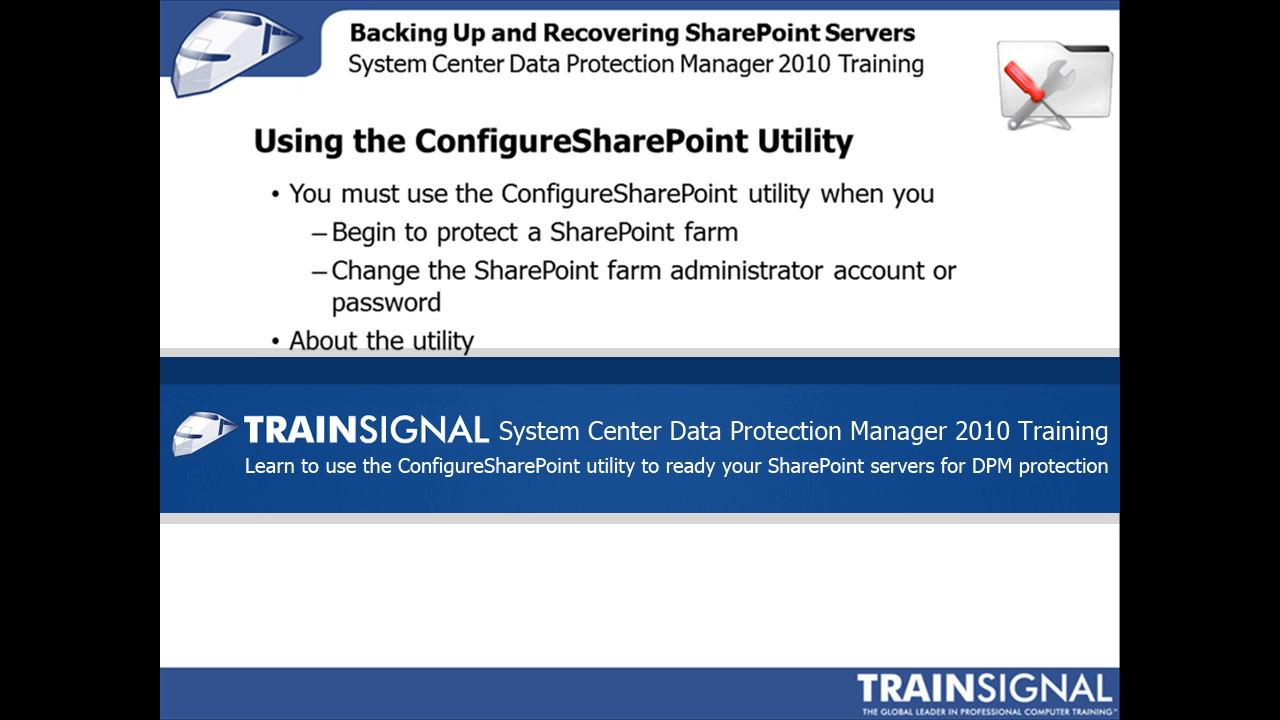 Backing Up and Recovering SharePoint Servers
System Center Data Protection Manager 2010 Training
Using the ConfigureSharePoint Utility
• You must use the ConfigureSharePoint utility when you
– Begin to protect a SharePoint farm
– Change the SharePoint farm administrator account or
password
• About the utility
TRAINSIGNAL System Center Data Protection Manager 2010 Training
Learn to use the ConfigureSharePoint utility to ready your SharePoint servers for DPM protection
TRAINSIGNAL
THE GLOBAL LEADER IN PROFESSIONAL COMPUTER TRAINING™